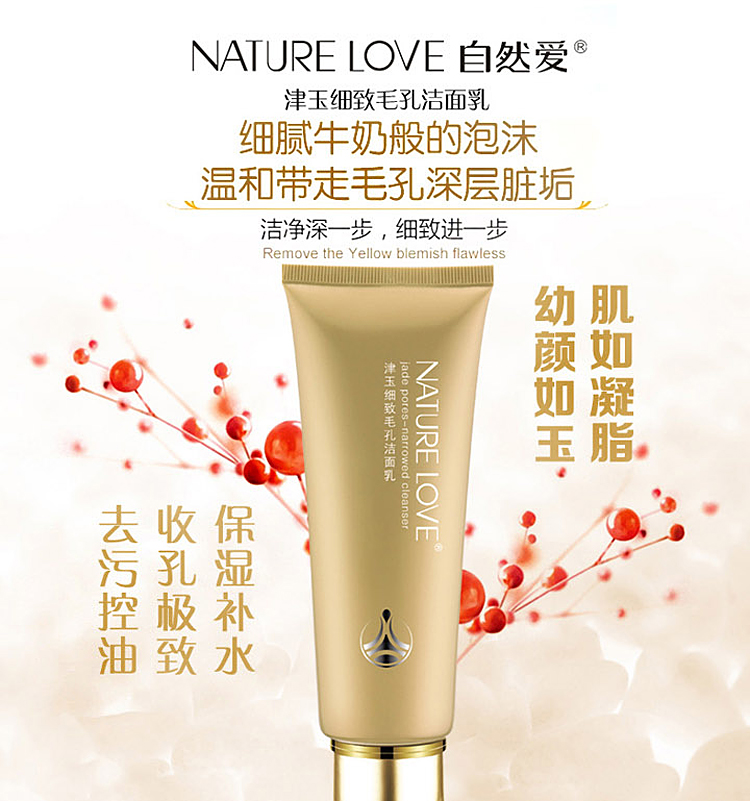 NATURE LOVE 自然爱®
津玉细致毛孔洁面乳
细腻牛奶般的泡沫
温和带走毛孔深层脏垢
洁净深一步，细致进一步
Remove the Yellow blemish flawless
肌如凝脂
幼颜如玉
NATURE LOVE®
jade pores-narrowed cleanser
津玉细致毛孔洁面乳
保湿补水
收孔极致
去污控油